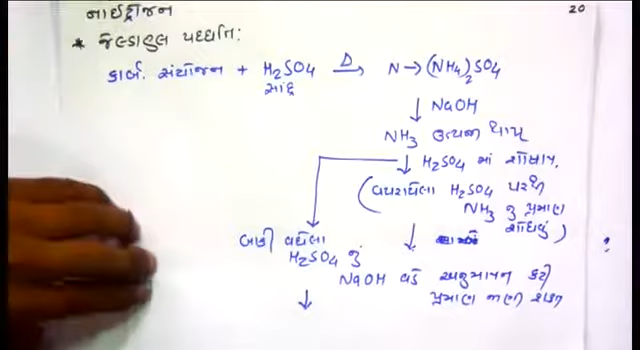 નાઈટ્રોજન
20
* જેલ્ડાહલ પધ્ધતિ:
કાર્બ. સંયોજન + H₂SO₄ Δ→ N → (NH₄)₂SO₄
સાંદ્ર
↓ NaOH
NH₃ ઉત્પન્ન થાય
↓ H₂SO₄ માં શોષાય.
(વપરાયેલા H₂SO₄ પરથી
NH₃ નુ પ્રમાણ
શોધવું)
બાકી વધેલા
H₂SO₄ નું
NaOH વડે અનુમાપન કરી
પ્રમાણ જાણી શકાય
↓